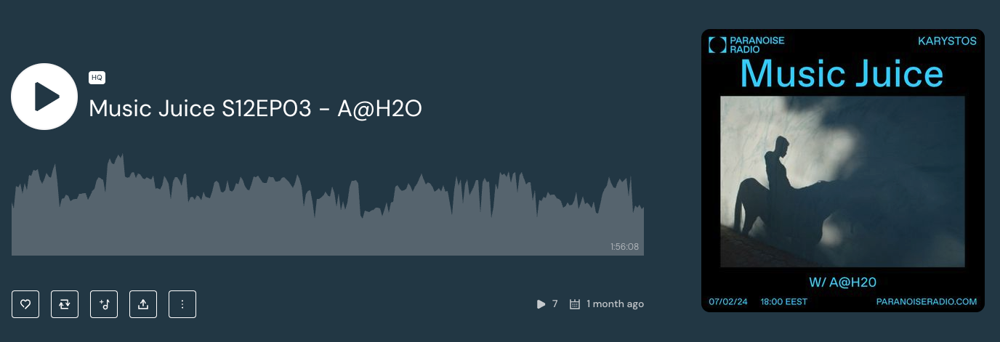 HQ
Music Juice S12EP03 – A@H2O
1:56:08
7
1 month ago
PARANOISE
RADIO
KARYSTOS
Music Juice
W/ A@H20
07/02/24 18:00 EEST PARANOISERADIO.COM